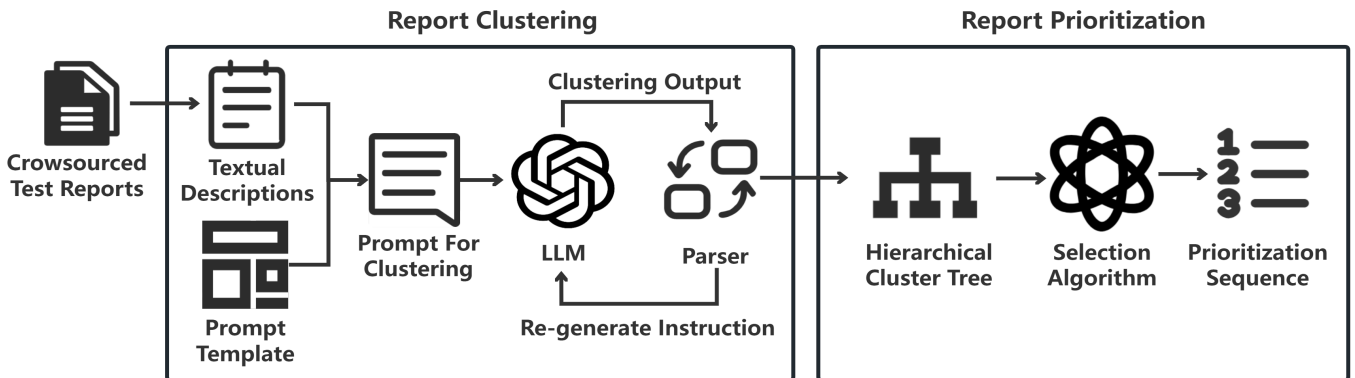 Report Clustering
Report Prioritization
Crowsourced
Test Reports
Textual
Descriptions
Prompt
Template
Prompt For
Clustering
Clustering Output
LLM
Parser
Re-generate Instruction
Hierarchical
Cluster Tree
Selection
Algorithm
1
2
3
Prioritization
Sequence